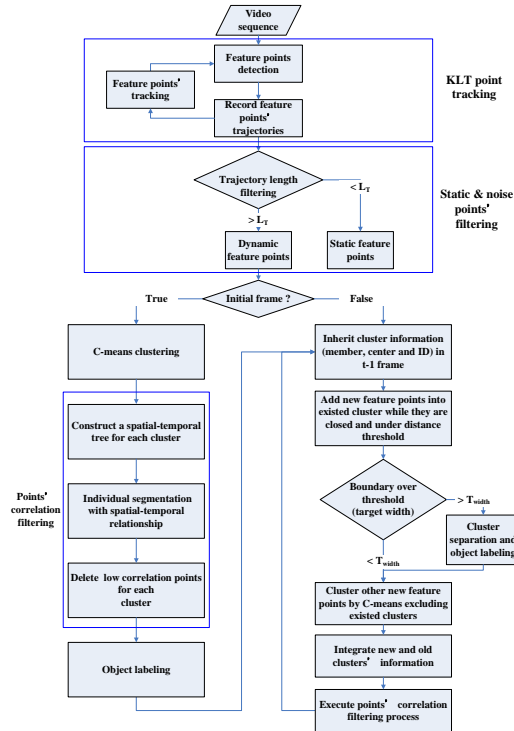 Video
sequence
Feature points
detection
Feature points'
tracking
Record feature
points'
trajectories
KLT point
tracking
Trajectory length
filtering
< LT
> LT
Dynamic
feature points
Static feature
points
Static & noise
points'
filtering
True
Initial frame ?
False
C-means clustering
Construct a spatial-temporal
tree for each cluster
Individual segmentation
with spatial-temporal
relationship
Delete low correlation points
for each
cluster
Points'
correlation
filtering
Object labeling
Inherit cluster information
(member, center and ID) in
t-1 frame
Add new feature points into
existed cluster while they are
closed and under distance
threshold
Boundary over
threshold
(target width)
> Twidth
Cluster
separation and
object labeling
< Twidth
Cluster other new feature
points by C-means excluding
existed clusters
Integrate new and old
clusters' information
Execute points' correlation
filtering process